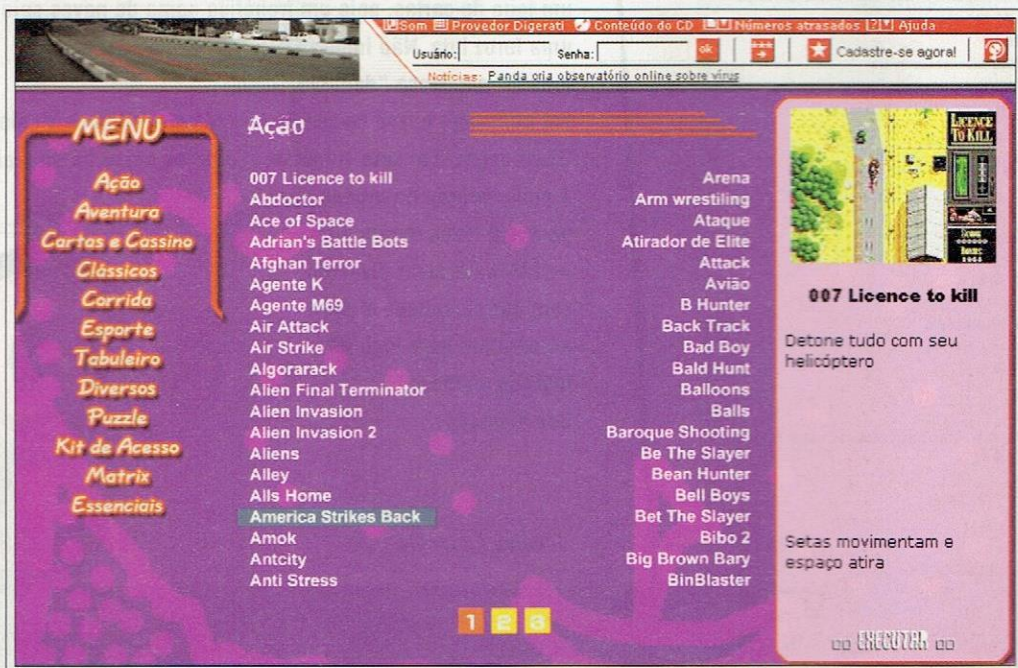 Som Provedor Digerati Conteúdo do CD Números atrasados Ajuda
Usuário: Senha: ok Cadastre-se agora!
Notícias: Panda cria observatório online sobre vírus
MENU
Ação
Aventura
Cartas e Cassino
Clássicos
Corrida
Esporte
Tabuleiro
Diversos
Puzzle
Kit de Acesso
Matrix
Essenciais
Ação
007 Licence to kill
Abdoctor
Ace of Space
Adrian's Battle Bots
Afghan Terror
Agente K
Agente M69
Air Attack
Air Strike
Algorarack
Alien Final Terminator
Alien Invasion
Alien Invasion 2
Aliens
Alley
Alls Home
America Strikes Back
Amok
Antcity
Anti Stress
Arena
Arm wrestiling
Ataque
Atirador de Elite
Attack
Avião
B Hunter
Back Track
Bad Boy
Bald Hunt
Balloons
Balls
Baroque Shooting
Be The Slayer
Bean Hunter
Bell Boys
Bet The Slayer
Bibo 2
Big Brown Bary
BinBlaster
1 2 3
LICENCE
TO KILL
007 Licence to kill
Detone tudo com seu
helicóptero
Setas movimentam e
espaço atira
EXECUTAR